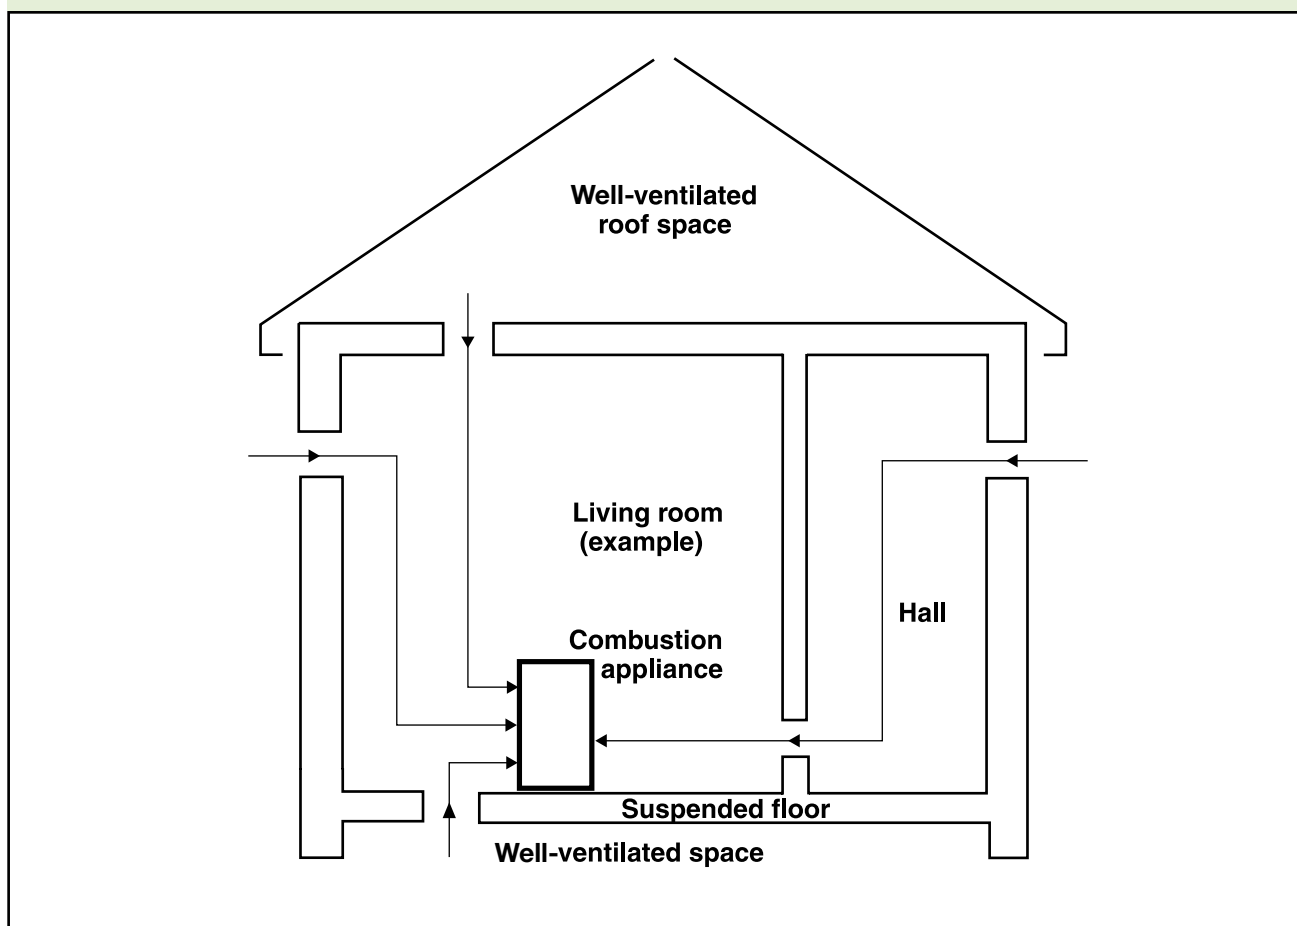 Well-ventilated
roof space
Living room
(example)
Hall
Combustion
appliance
Suspended floor
Well-ventilated space